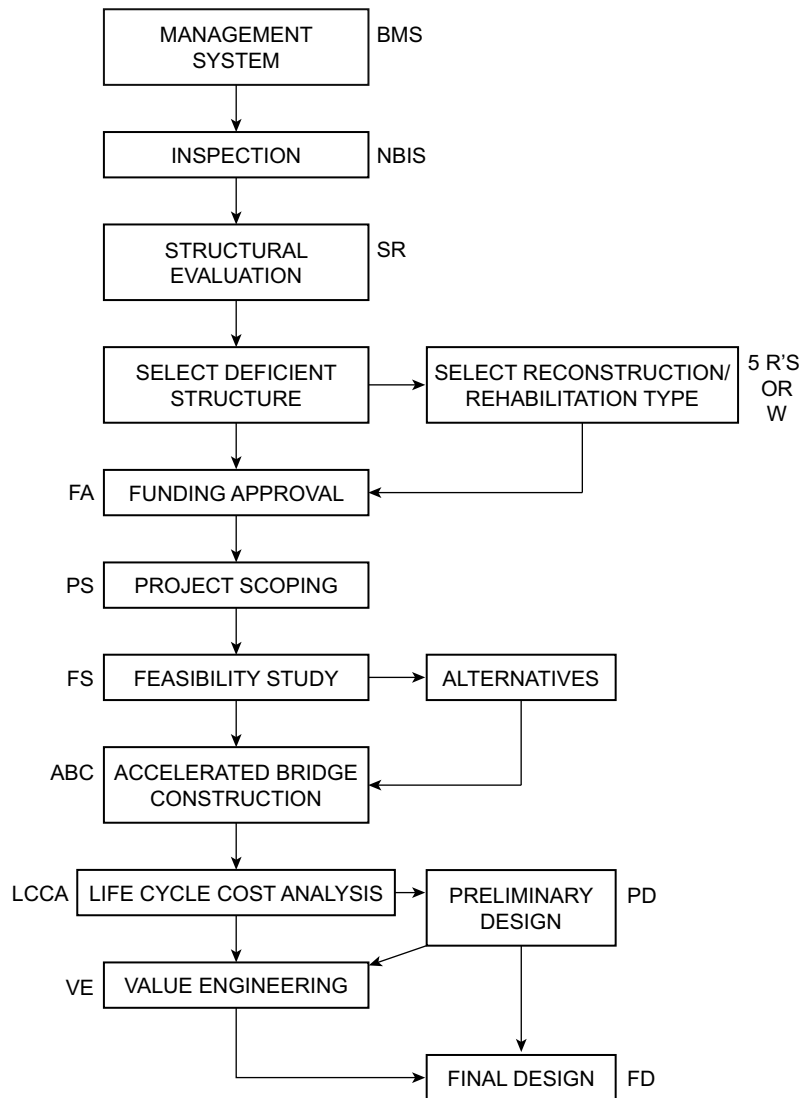 MANAGEMENT
SYSTEM
BMS
INSPECTION
NBIS
STRUCTURAL
EVALUATION
SR
SELECT DEFICIENT
STRUCTURE
SELECT RECONSTRUCTION/
REHABILITATION TYPE
5 R'S
OR
W
FA
FUNDING APPROVAL
PS
PROJECT SCOPING
FS
FEASIBILITY STUDY
ALTERNATIVES
ABC
ACCELERATED BRIDGE
CONSTRUCTION
LCCA
LIFE CYCLE COST ANALYSIS
PRELIMINARY
DESIGN
PD
VE
VALUE ENGINEERING
FINAL DESIGN
FD